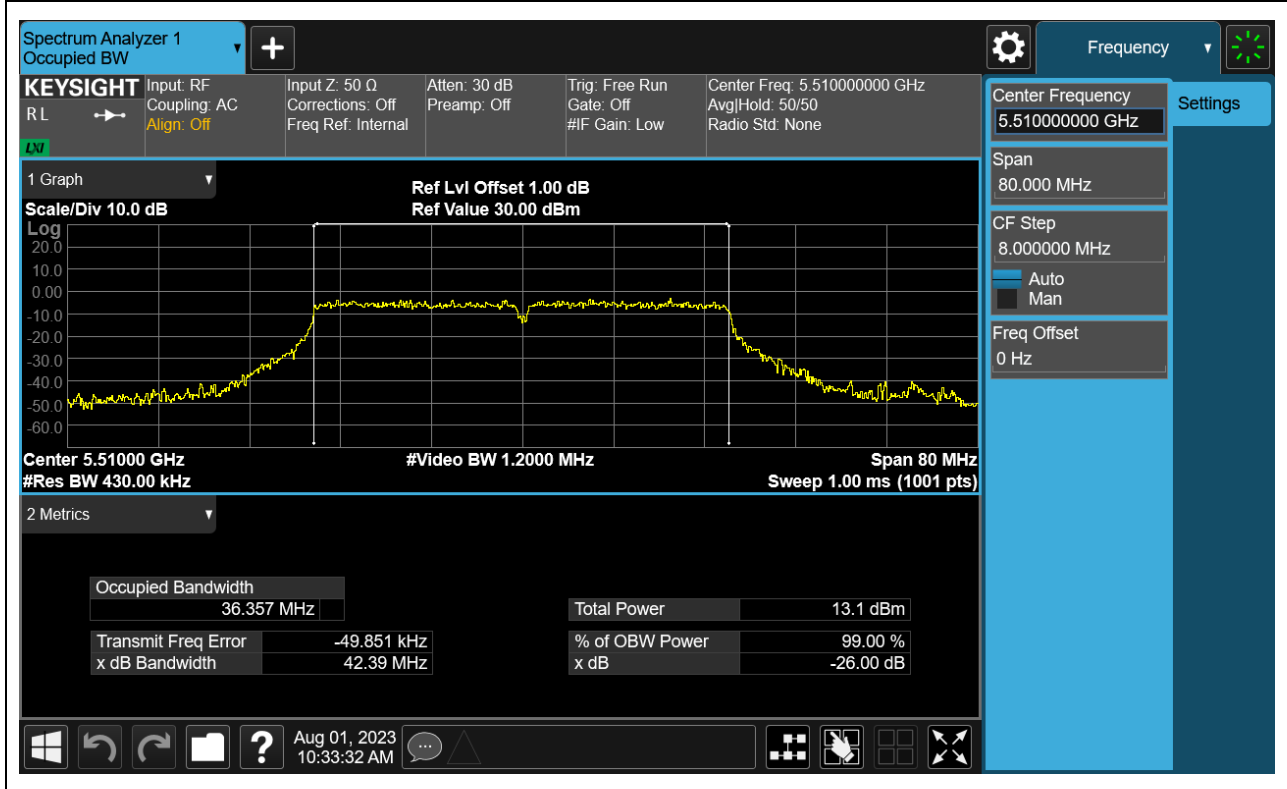 Spectrum Analyzer 1
Occupied BW
Frequency
KEYSIGHT
R L
LXI
Input: RF
Coupling: AC
Align: Off
Input Z: 50 Ω
Corrections: Off
Freq Ref: Internal
Atten: 30 dB
Preamp: Off
Trig: Free Run
Gate: Off
#IF Gain: Low
Center Freq: 5.510000000 GHz
Avg|Hold: 50/50
Radio Std: None
Center Frequency
5.510000000 GHz
Settings
Span
80.000 MHz
CF Step
8.000000 MHz
Auto
Man
Freq Offset
0 Hz
1 Graph
Ref Lvl Offset 1.00 dB
Scale/Div 10.0 dB
Ref Value 30.00 dBm
Log
20.0
10.0
0.00
-10.0
-20.0
-30.0
-40.0
-50.0
-60.0
Center 5.51000 GHz
#Video BW 1.2000 MHz
Span 80 MHz
#Res BW 430.00 kHz
Sweep 1.00 ms (1001 pts)
2 Metrics
Occupied Bandwidth
36.357 MHz
Total Power 13.1 dBm
Transmit Freq Error -49.851 kHz
% of OBW Power 99.00 %
x dB Bandwidth 42.39 MHz
x dB -26.00 dB
Aug 01, 2023
10:33:32 AM